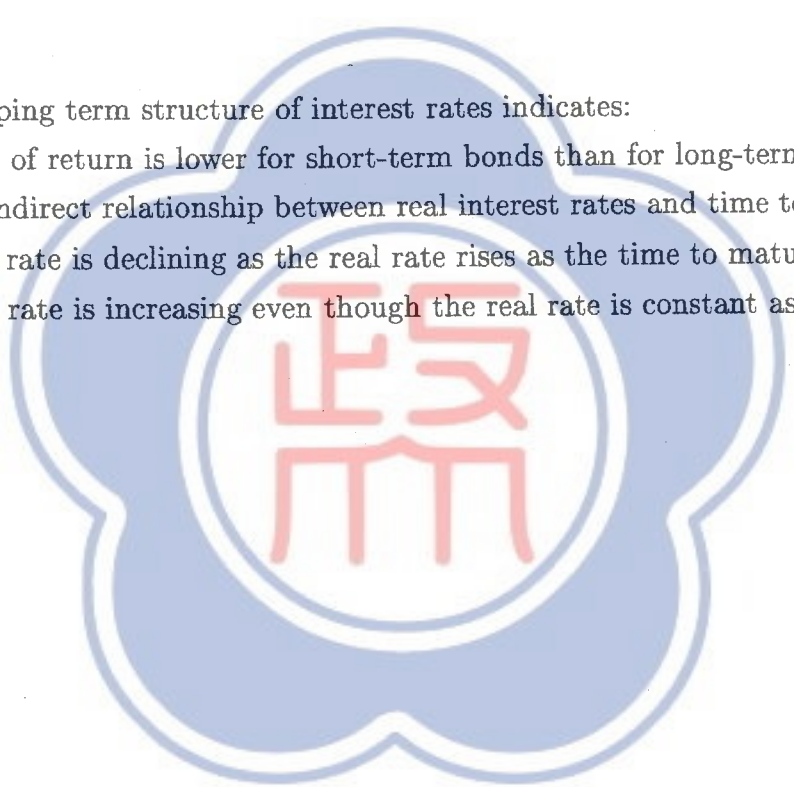 ping term structure of interest rates indicates:
of return is lower for short-term bonds than for long-term
ndirect relationship between real interest rates and time to
rate is declining as the real rate rises as the time to matu
rate is increasing even though the real rate is constant as
政大